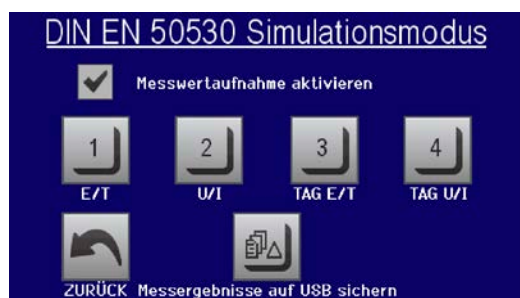 DIN EN 50530 Simulationsmodus
Messwertaufnahme aktivieren
1 2 3 4
E/T U/I TAG E/T TAG U/I
ZURÜCK Messergebnisse auf USB sichern